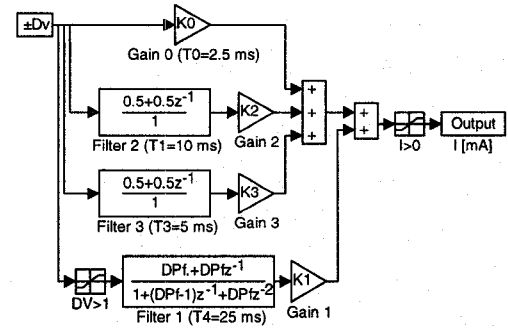 ±Dv
K0
Gain 0 (T0=2.5 ms)
0.5+0.5z-1
1
K2
Filter 2 (T1=10 ms)
Gain 2
+
+
+
+
+
I>0
Output
I [mA]
0.5+0.5z-1
1
K3
Filter 3 (T3=5 ms)
Gain 3
DV>1
DPf.+DPfz-1
1+(DPf-1)z-1+DPfz-2
K1
Filter 1 (T4=25 ms)
Gain 1